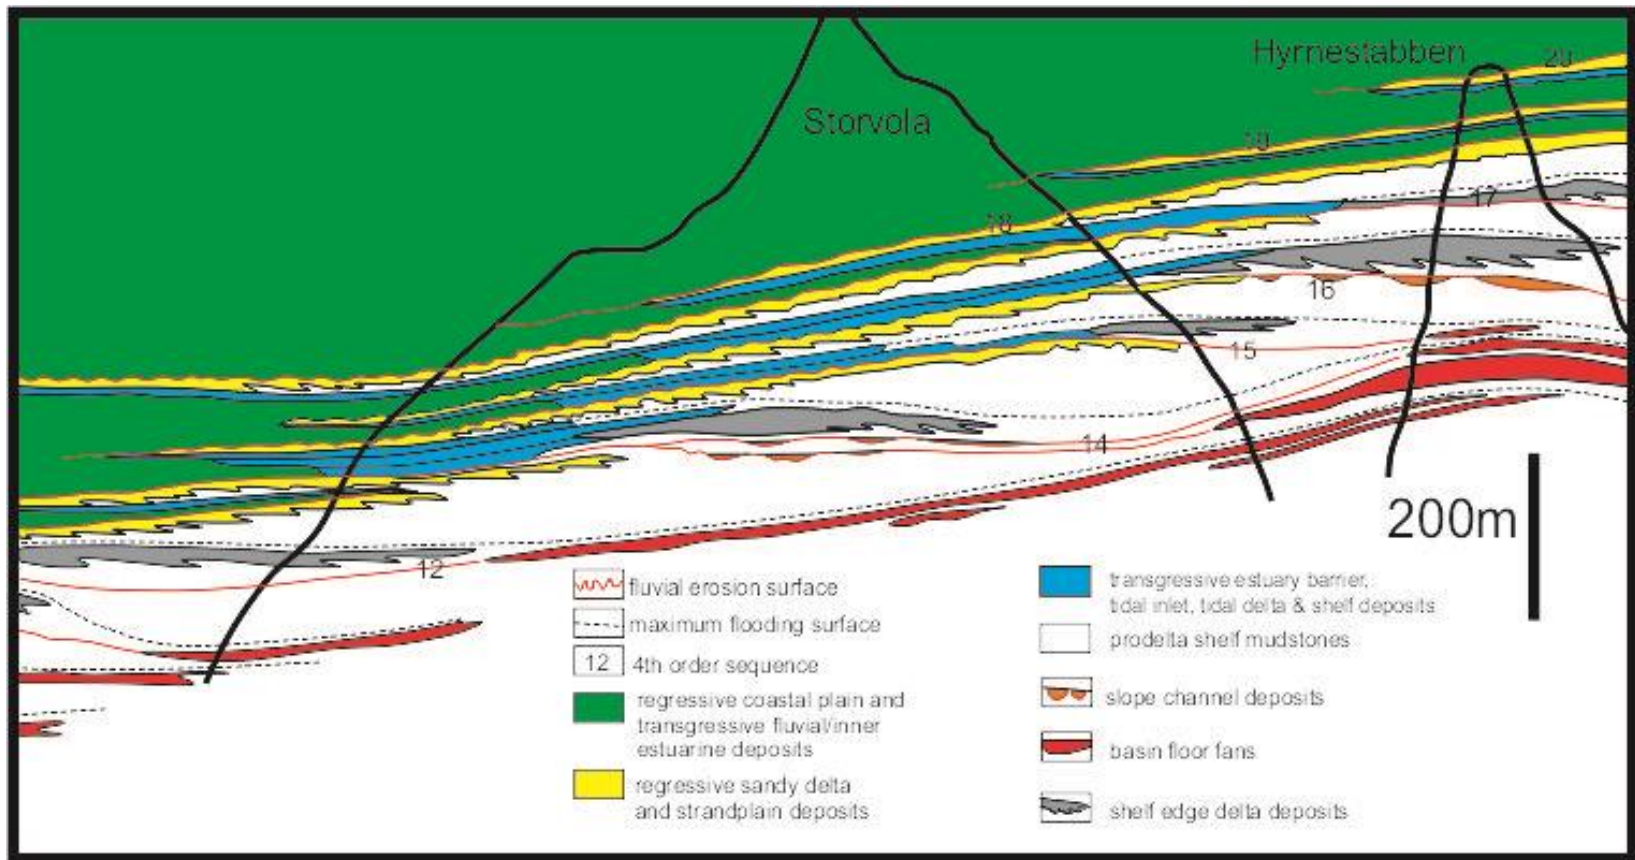 Hyrnestabben
20
Storvola
19
17
18
16
15
14
200m
12
fluvial erosion surface
maximum flooding surface
12 4th order sequence
regressive coastal plain and
transgressive fluvial/inner
estuarine deposits
regressive sandy delta
and strandplain deposits
transgressive estuary barrier,
tidal inlet, tidal delta & shelf deposits
prodelta shelf mudstones
slope channel deposits
basin floor fans
shelf edge delta deposits